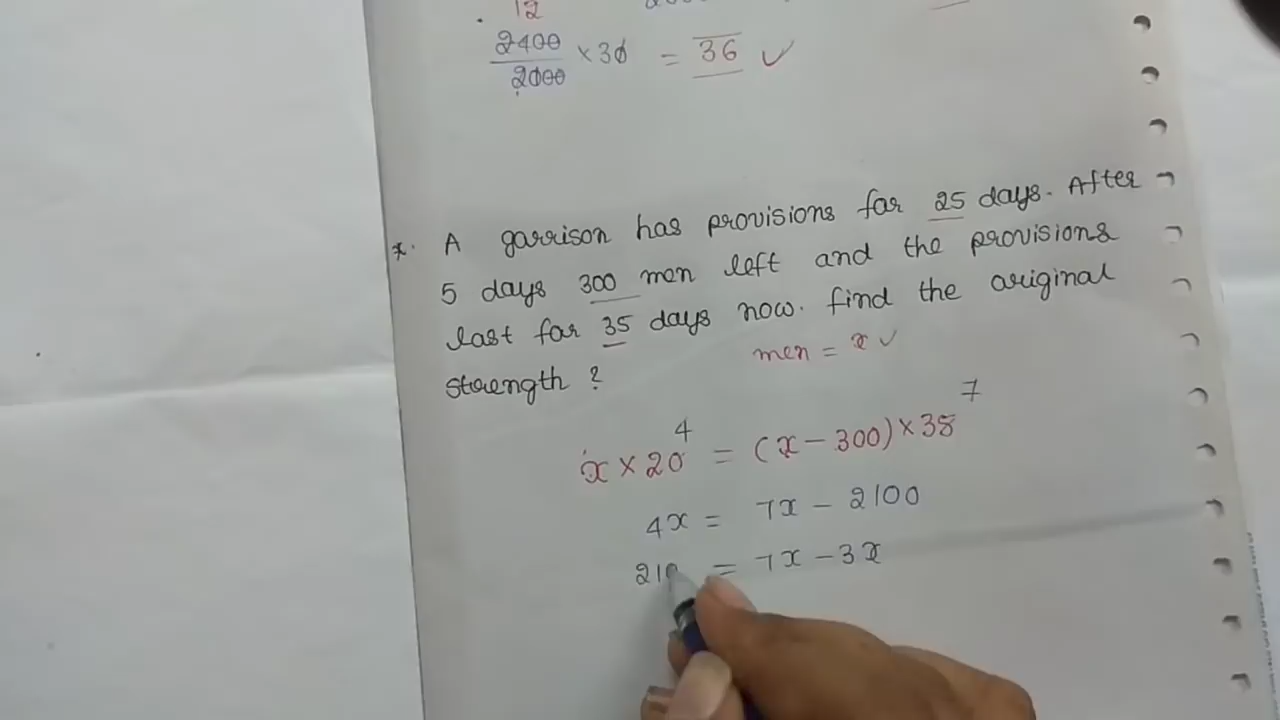 12
2400
× 30 = 36 ✓
2000
*. A garrison has provisions for 25 days. After
5 days 300 men left and the provisions
last for 35 days now. find the original
strength ?
men = x ✓
4 7
x × 20 = (x – 300) × 35
4x = 7x – 2100
210 = 7x – 3x